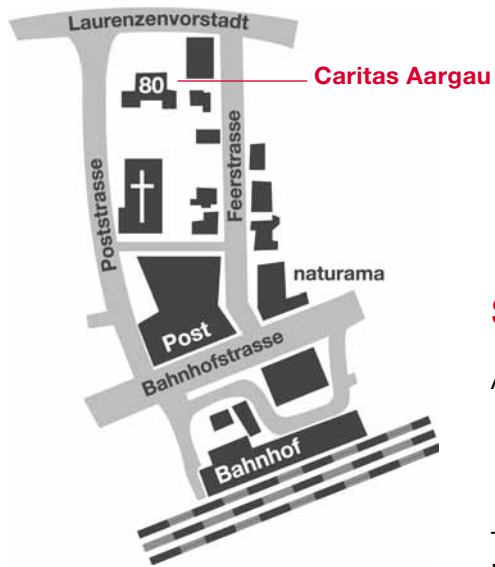 Laurenzenvorstadt
80
Caritas Aargau
Poststrasse
Feerstrasse
naturama
Post
Bahnhofstrasse
Bahnhof